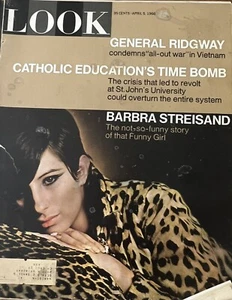 LOOK
25 CENTS · APRIL 5, 1966
GENERAL RIDGWAY
condemns "all-out war" in Vietnam
CATHOLIC EDUCATION'S TIME BOMB
The crisis that led to revolt
at St. John's University
could overturn the entire system
BARBRA STREISAND
The not-so-funny story
of that Funny Girl